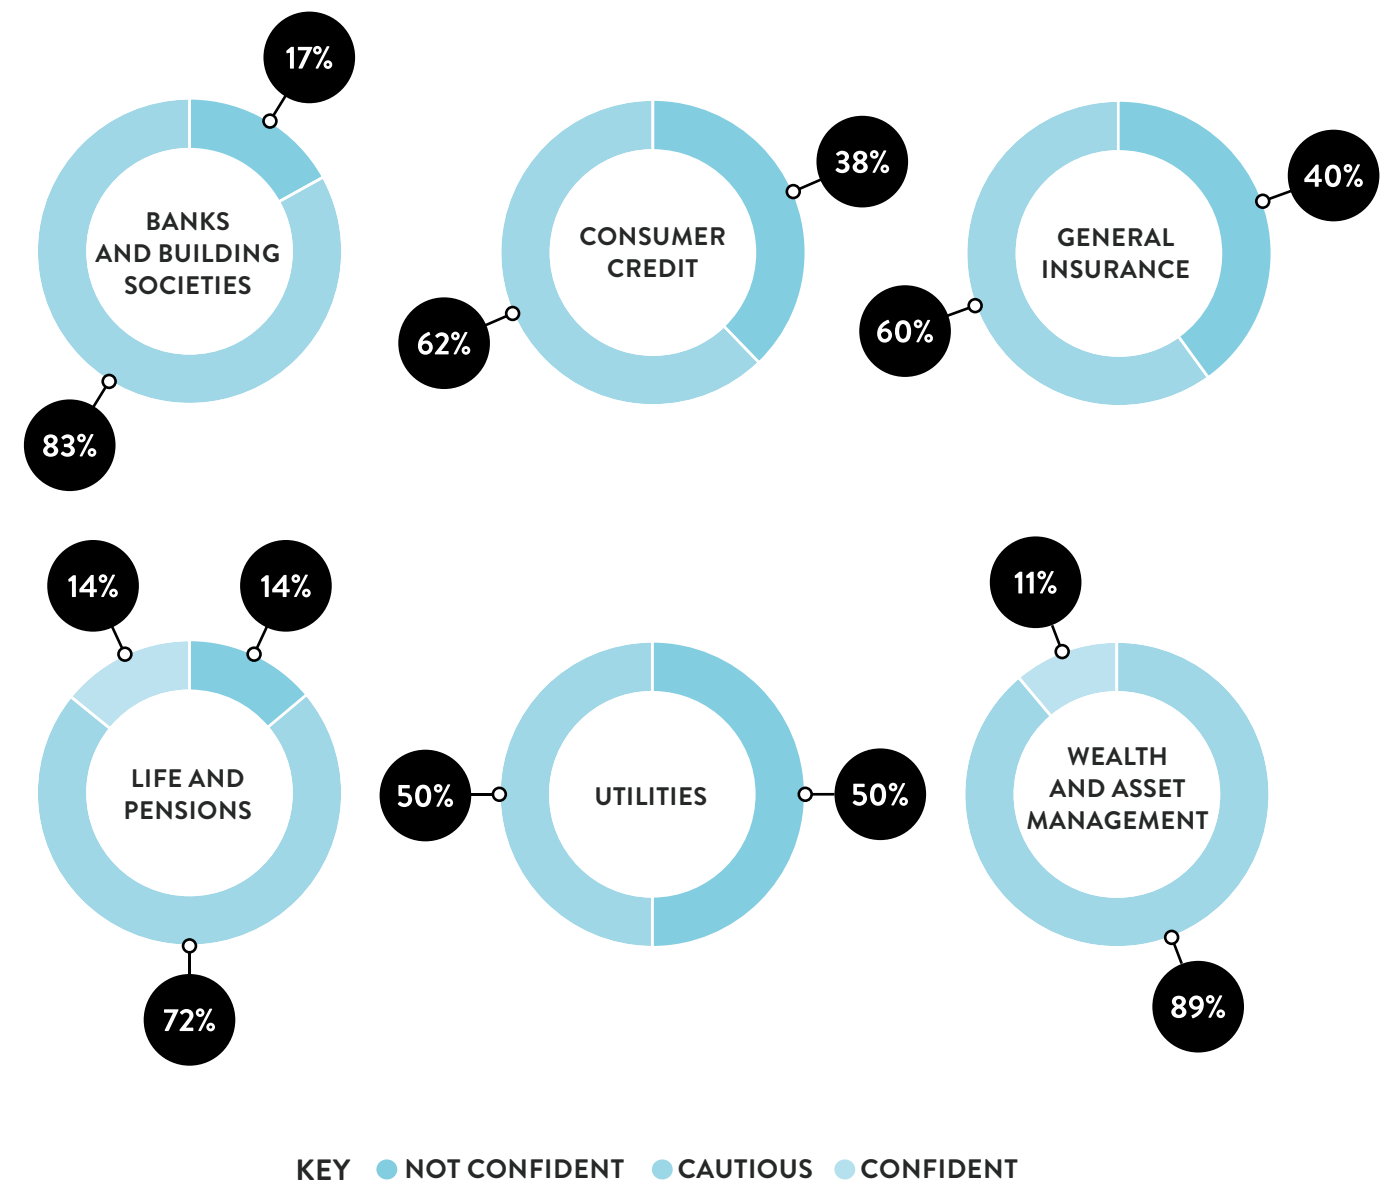 17%
BANKS
AND BUILDING
SOCIETIES
83%
38%
CONSUMER
CREDIT
62%
40%
GENERAL
INSURANCE
60%
14%
14%
LIFE AND
PENSIONS
72%
50%
UTILITIES
50%
11%
WEALTH
AND ASSET
MANAGEMENT
89%
KEY NOT CONFIDENT CAUTIOUS CONFIDENT